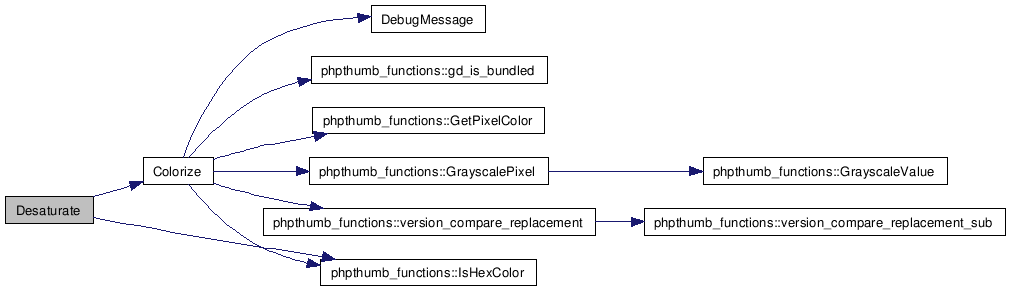 DebugMessage
phpthumb_functions::gd_is_bundled
phpthumb_functions::GetPixelColor
Colorize
phpthumb_functions::GrayscalePixel
phpthumb_functions::GrayscaleValue
Desaturate
phpthumb_functions::version_compare_replacement
phpthumb_functions::version_compare_replacement_sub
phpthumb_functions::IsHexColor